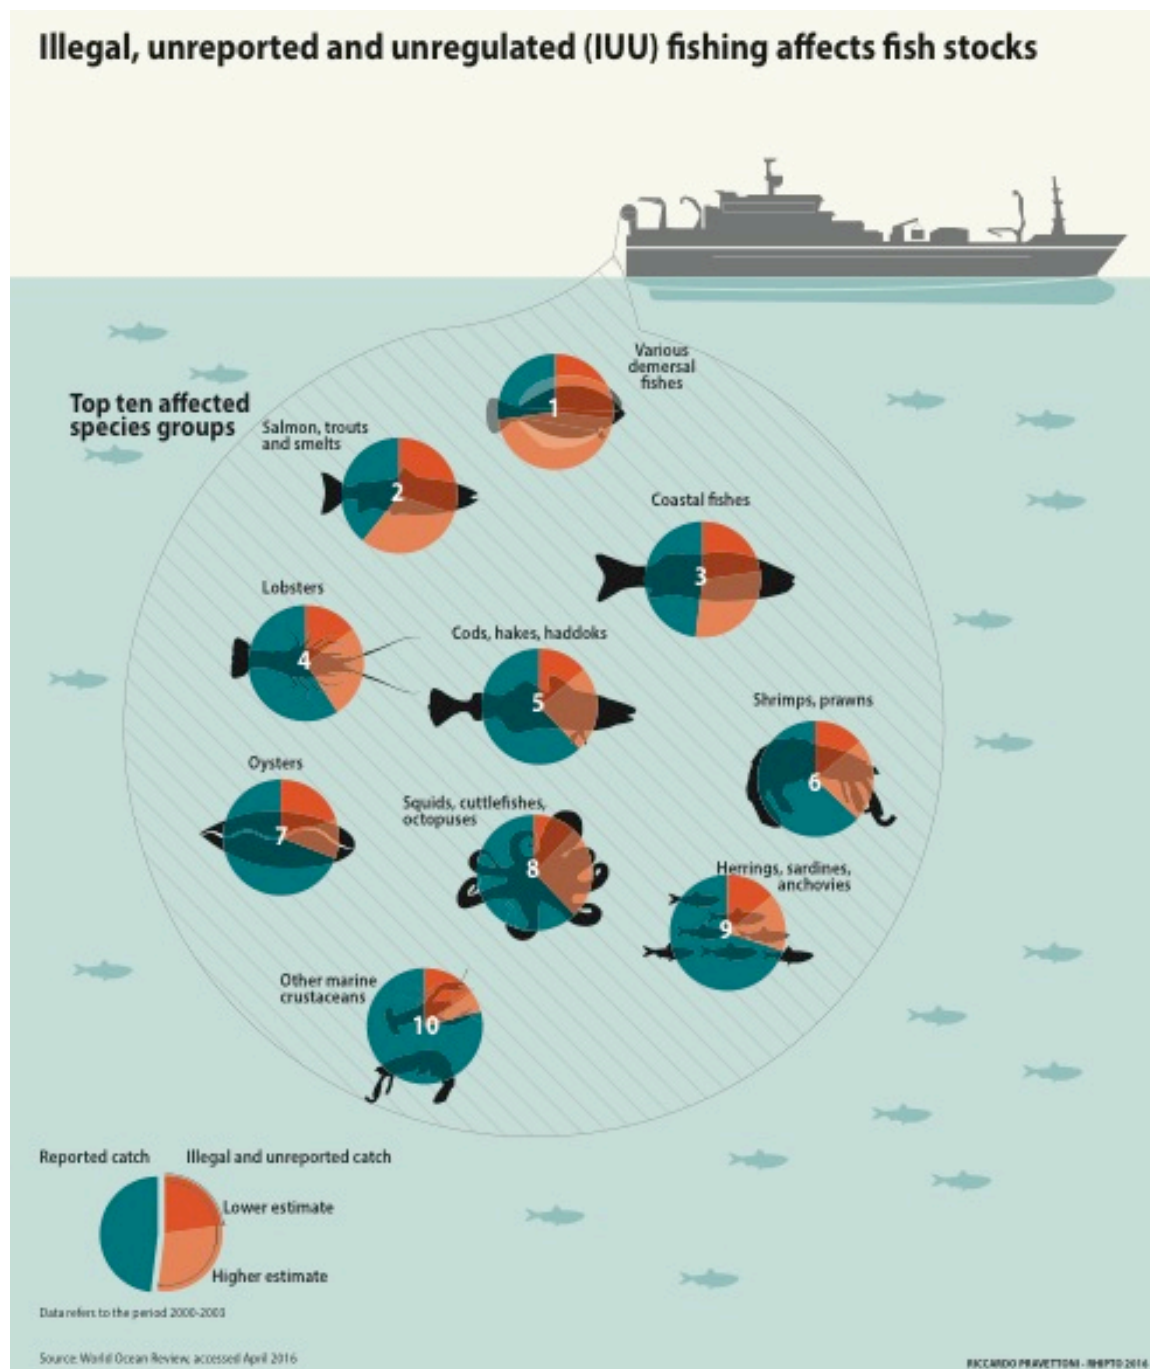 Illegal, unreported and unregulated (IUU) fishing affects fish stocks
Top ten affected
species groups
Various
demersal
fishes
1
Salmon, trouts
and smelts
2
Coastal fishes
3
Lobsters
4
Cods, hakes, haddoks
5
Shrimps, prawns
6
Oysters
7
Squids, cuttlefishes,
octopuses
8
Herrings, sardines,
anchovies
9
Other marine
crustaceans
10
Reported catch
Illegal and unreported catch
Lower estimate
Higher estimate
Data refers to the period 2000-2003
Source: World Ocean Review, accessed April 2016
RICCARDO PRAVETTONI - RHIPTO 2016